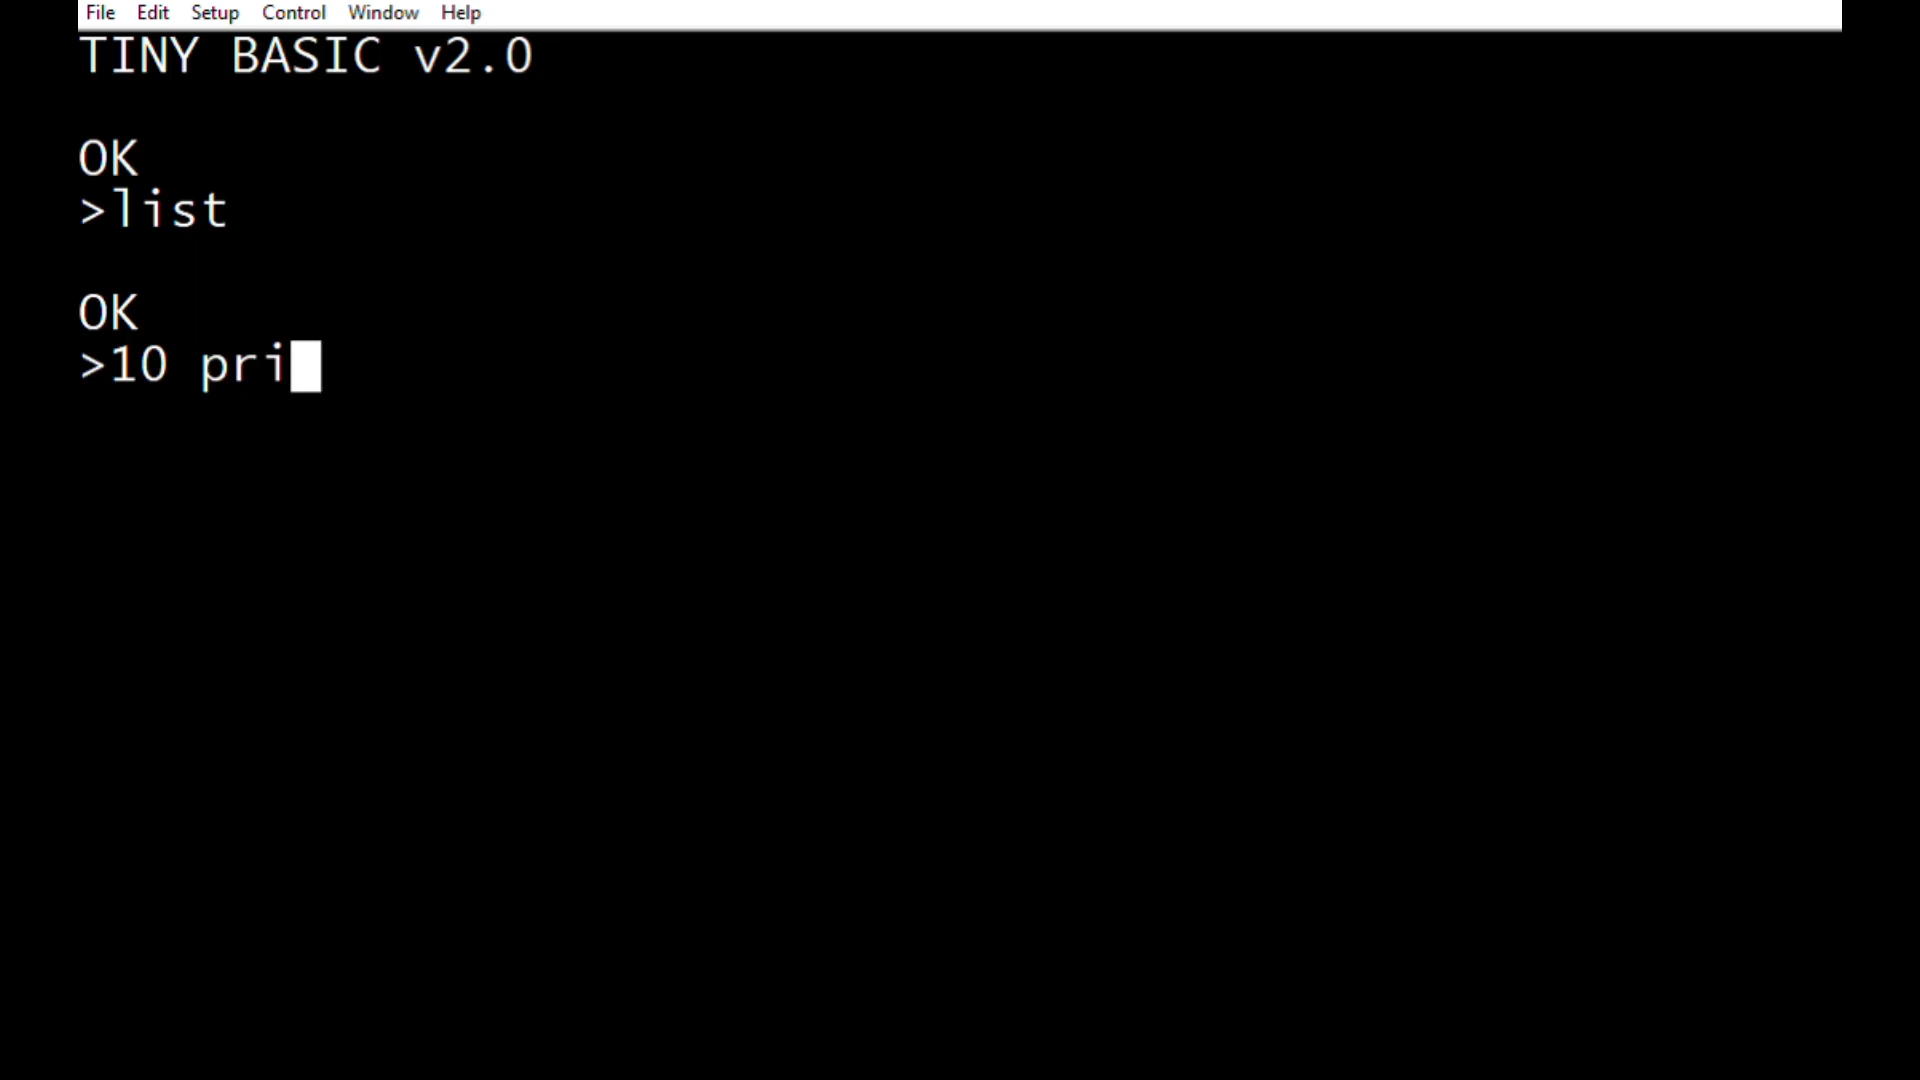 File Edit Setup Control Window Help
TINY BASIC v2.0
OK
>list
OK
>10 pri